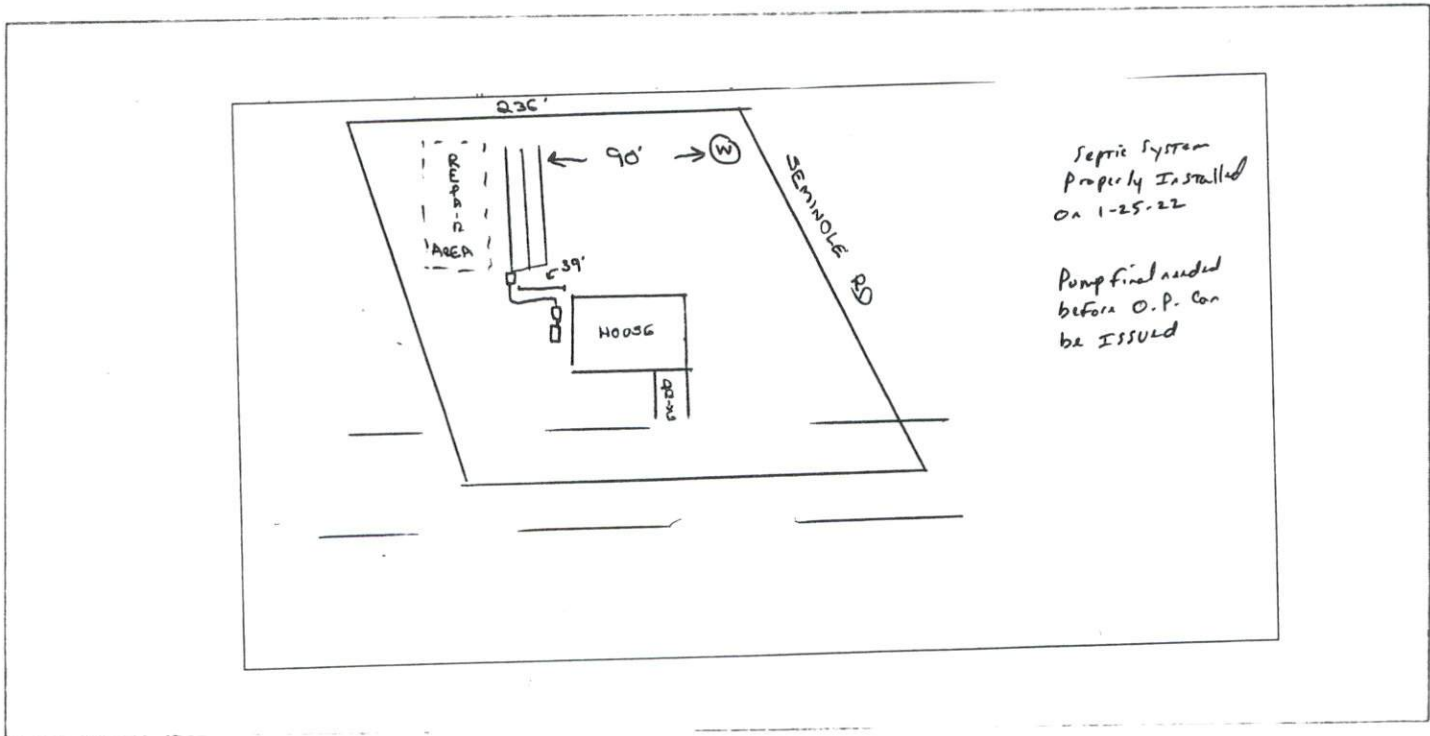 236'
REPAIR
AREA
90'
W
SEMINOLE RD
39'
HOUSE
DRIVE
Septic System
Properly Installed
On 1-25-22
Pump final needed
before O.P. Can
be ISSUED